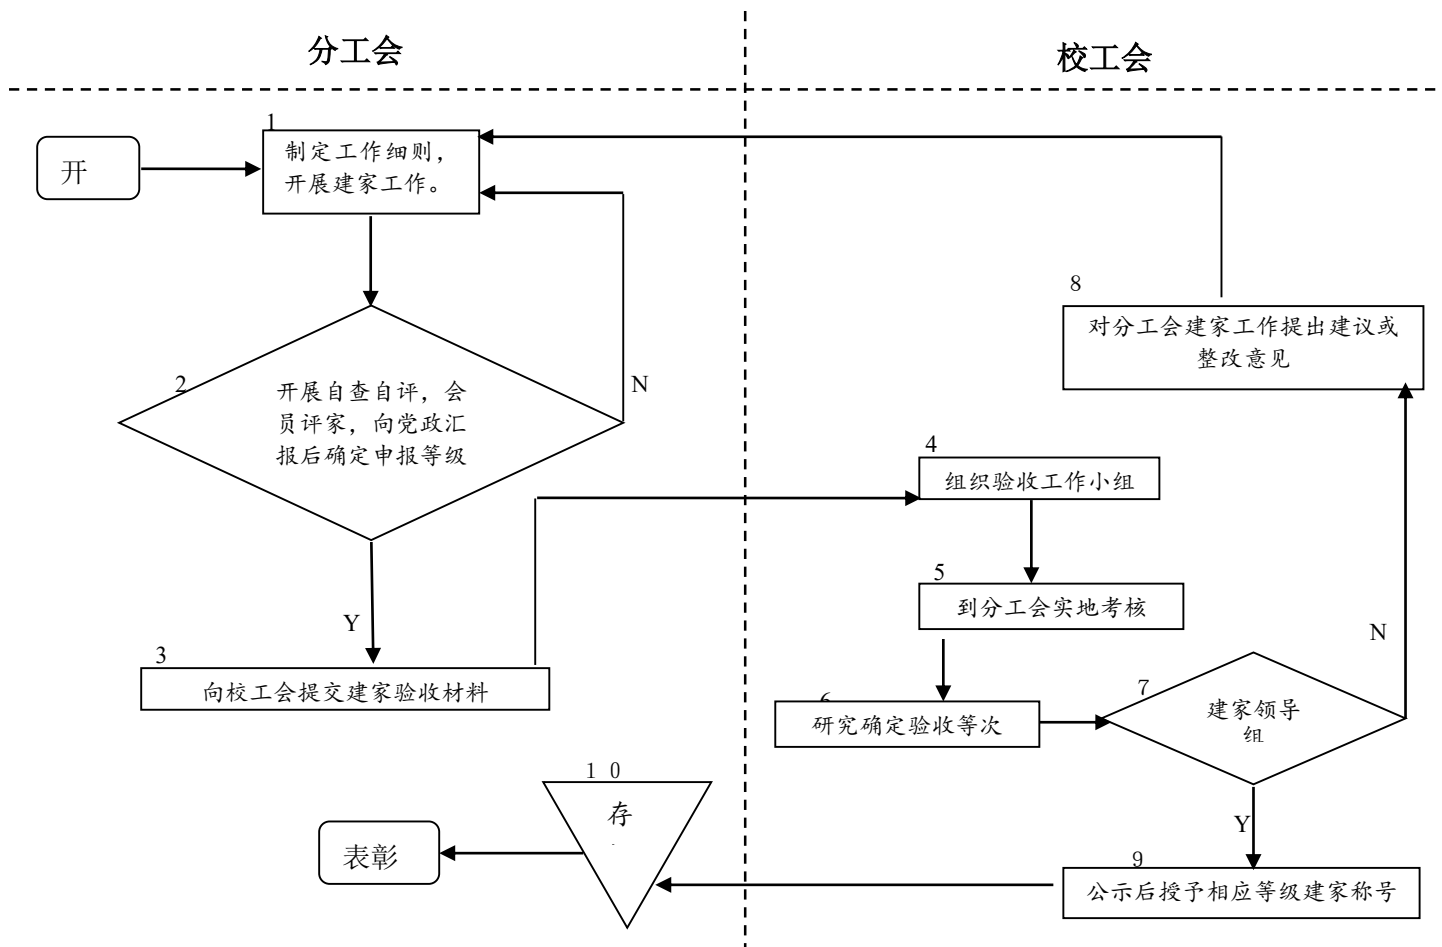 分工会
校工会
1
开
制定工作细则，
开展建家工作。
2
开展自查自评，会
员评家，向党政汇
报后确定申报等级
N
Y
3
向校工会提交建家验收材料
4
组织验收工作小组
5
到分工会实地考核
研究确定验收等次
7
建家领导
组
N
8
对分工会建家工作提出建议或
整改意见
Y
9
公示后授予相应等级建家称号
10
存
表彰